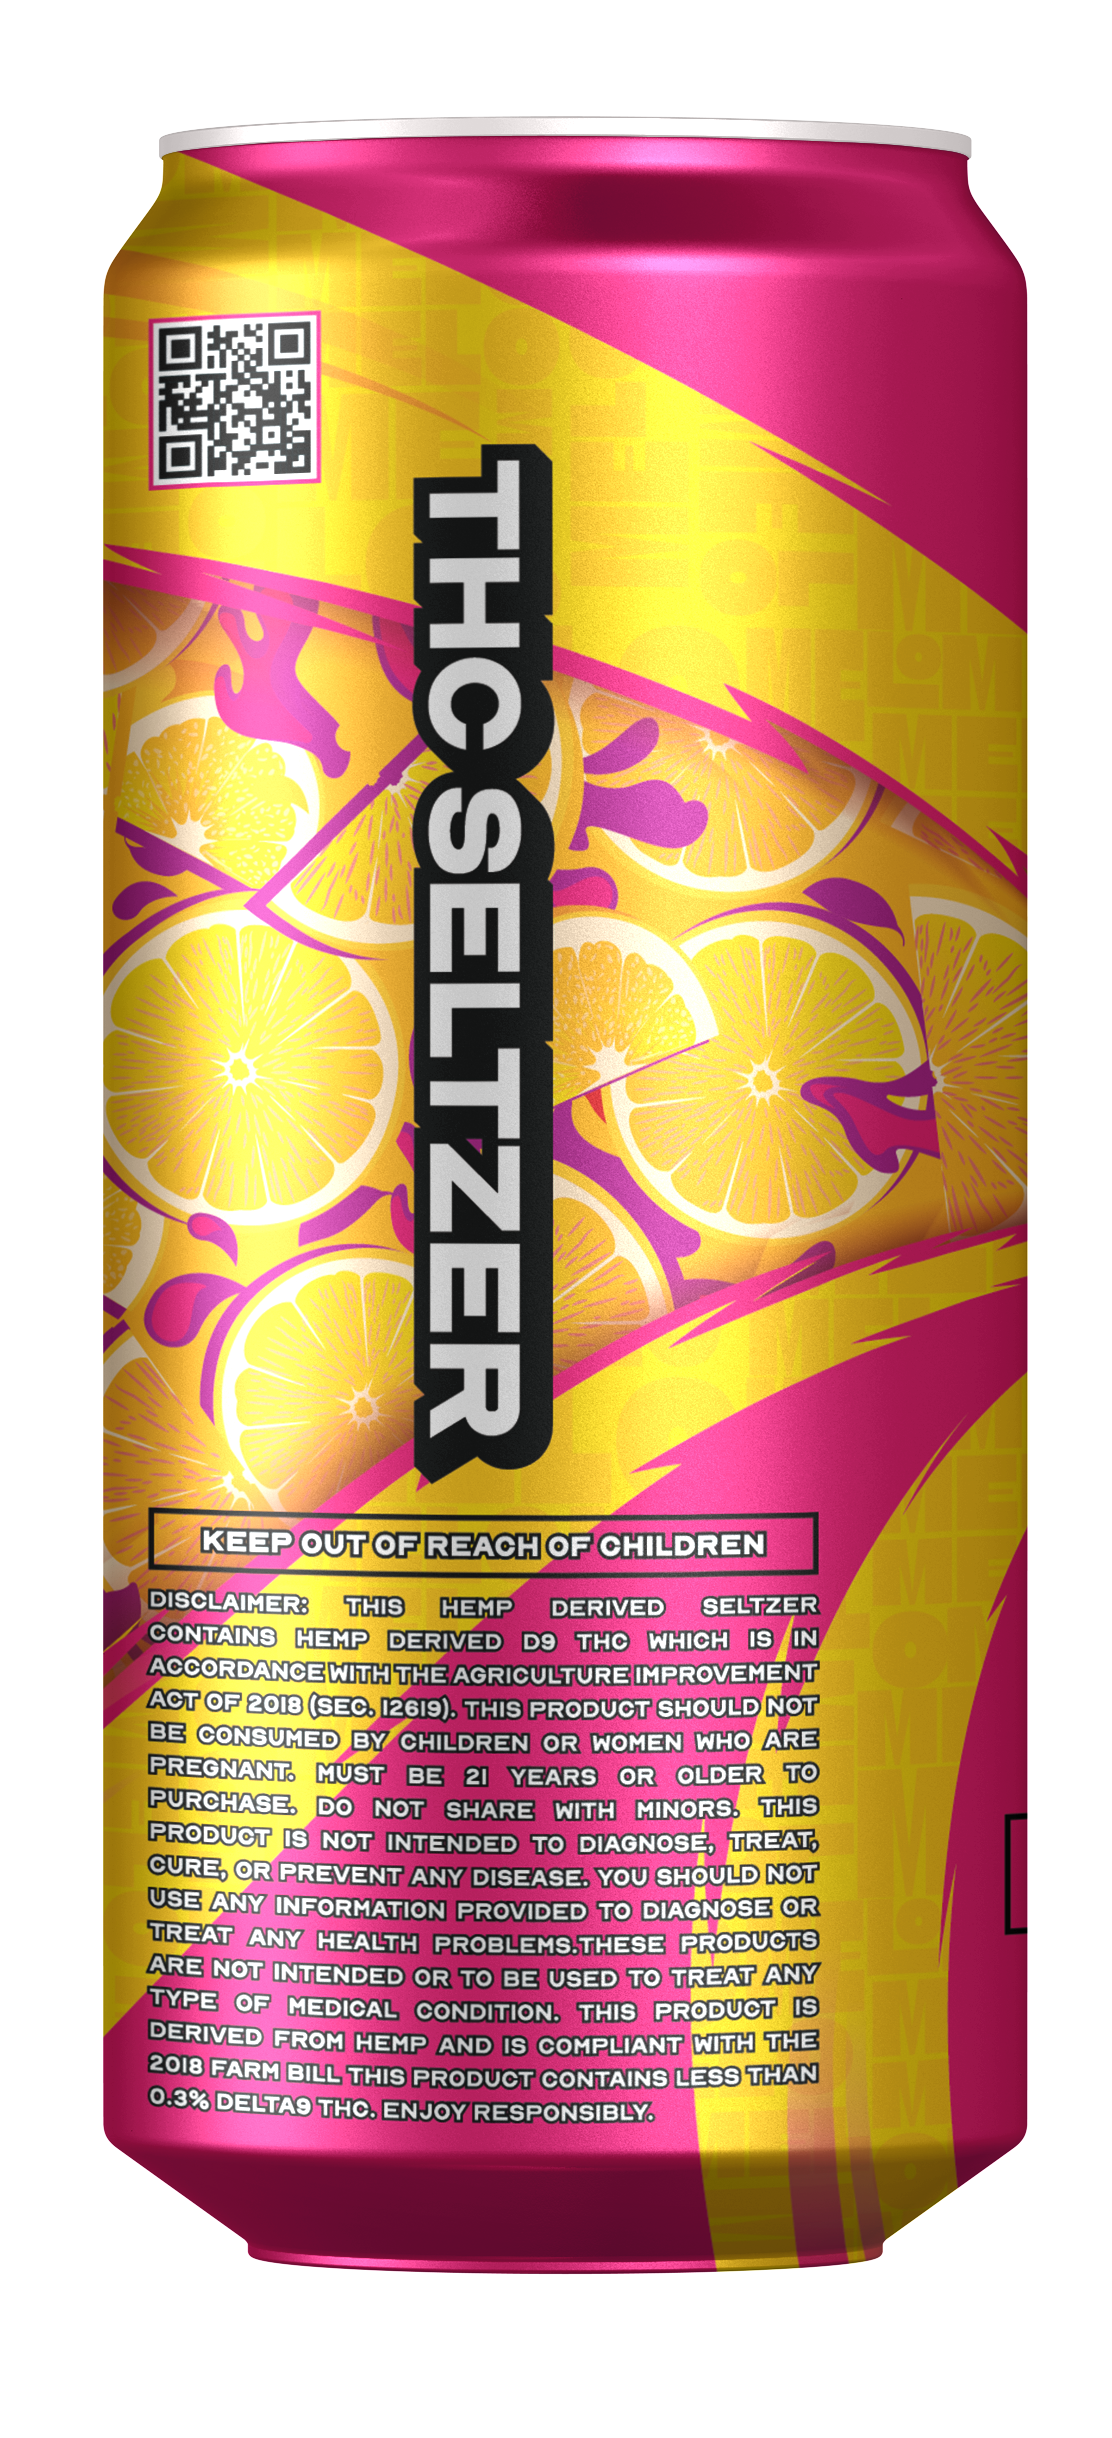 THC SELTZER
KEEP OUT OF REACH OF CHILDREN
DISCLAIMER: THIS HEMP DERIVED SELTZER
CONTAINS HEMP DERIVED D9 THC WHICH IS IN
ACCORDANCE WITH THE AGRICULTURE IMPROVEMENT
ACT OF 2018 (SEC. 12619). THIS PRODUCT SHOULD NOT
BE CONSUMED BY CHILDREN OR WOMEN WHO ARE
PREGNANT. MUST BE 21 YEARS OR OLDER TO
PURCHASE. DO NOT SHARE WITH MINORS. THIS
PRODUCT IS NOT INTENDED TO DIAGNOSE, TREAT,
CURE, OR PREVENT ANY DISEASE. YOU SHOULD NOT
USE ANY INFORMATION PROVIDED TO DIAGNOSE OR
TREAT ANY HEALTH PROBLEMS.THESE PRODUCTS
ARE NOT INTENDED OR TO BE USED TO TREAT ANY
TYPE OF MEDICAL CONDITION. THIS PRODUCT IS
DERIVED FROM HEMP AND IS COMPLIANT WITH THE
2018 FARM BILL THIS PRODUCT CONTAINS LESS THAN
0.3% DELTA9 THC. ENJOY RESPONSIBLY.